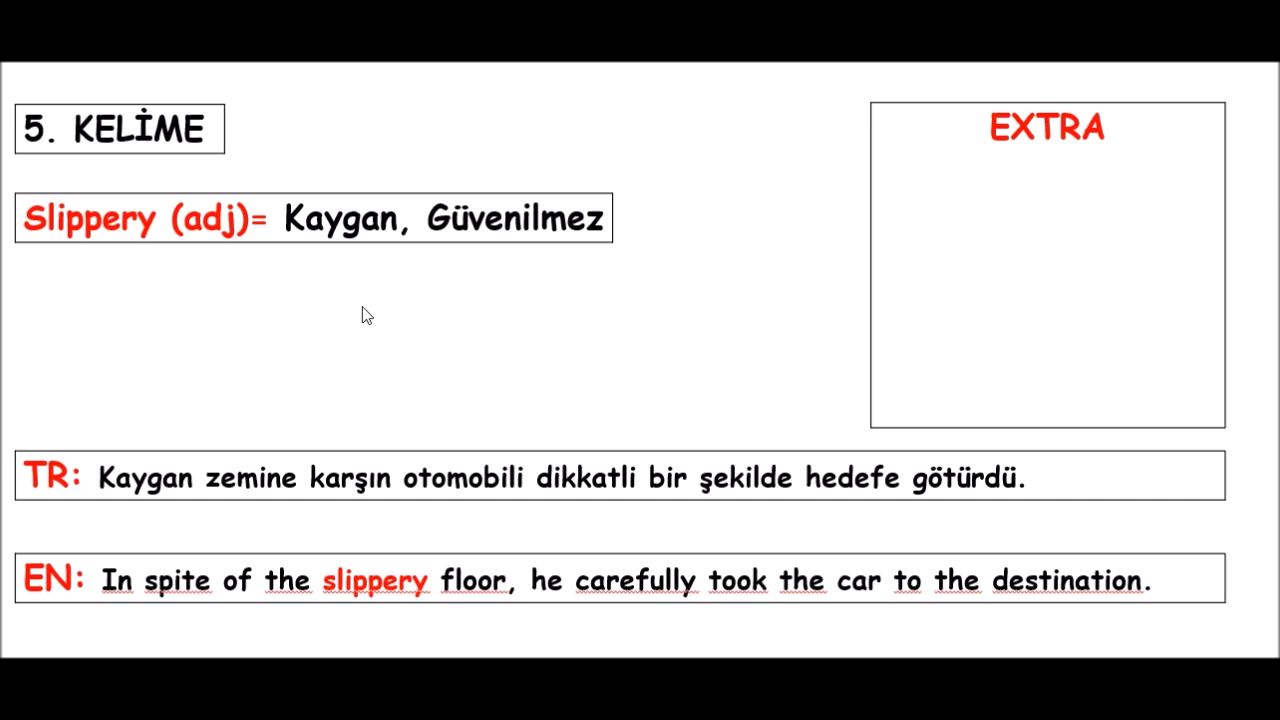 5. KELİME
EXTRA
Slippery (adj)= Kaygan, Güvenilmez
TR: Kaygan zemine karşın otomobili dikkatli bir şekilde hedefe götürdü.
EN: In spite of the slippery floor, he carefully took the car to the destination.